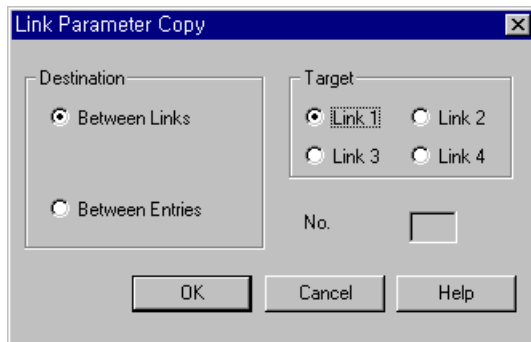 Link Parameter Copy
Destination
Between Links
Between Entries
Target
Link 1
Link 2
Link 3
Link 4
No.
OK
Cancel
Help